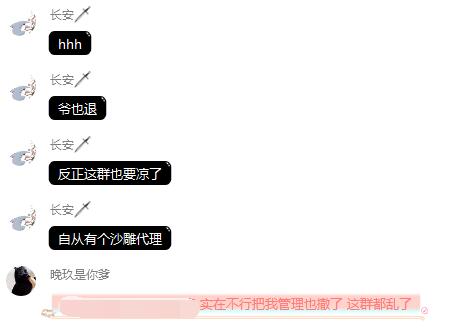 长安
hhh
长安
爷也退
长安
反正这群也要凉了
长安
自从有个沙雕代理
晚玖是你爹
实在不行把我管理也撤了 这群都乱了